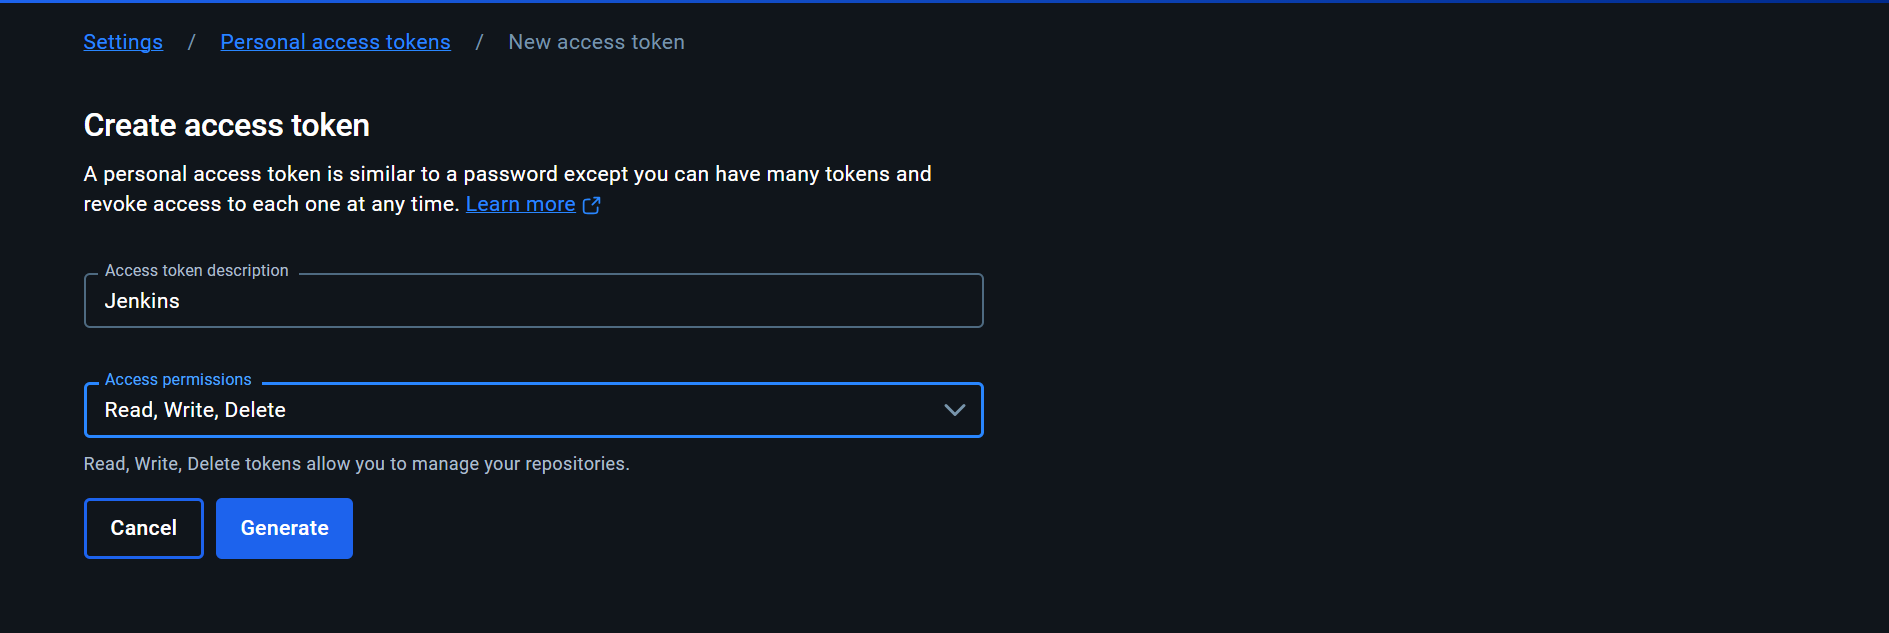 Settings / Personal access tokens / New access token
Create access token
A personal access token is similar to a password except you can have many tokens and
revoke access to each one at any time. Learn more
Access token description
Jenkins
Access permissions
Read, Write, Delete
Read, Write, Delete tokens allow you to manage your repositories.
Cancel Generate